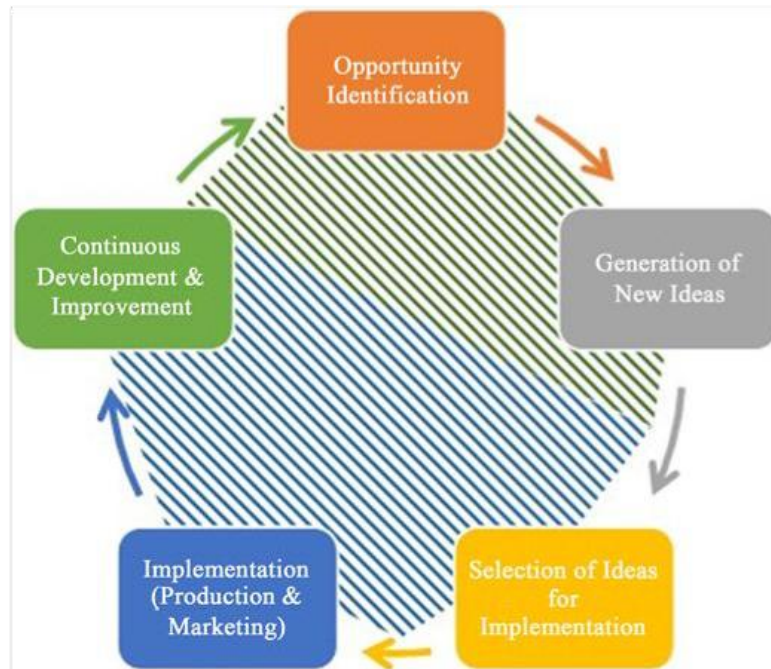 Opportunity
Identification
Generation of
New Ideas
Selection of Ideas
for
Implementation
Implementation
(Production &
Marketing)
Continuous
Development &
Improvement